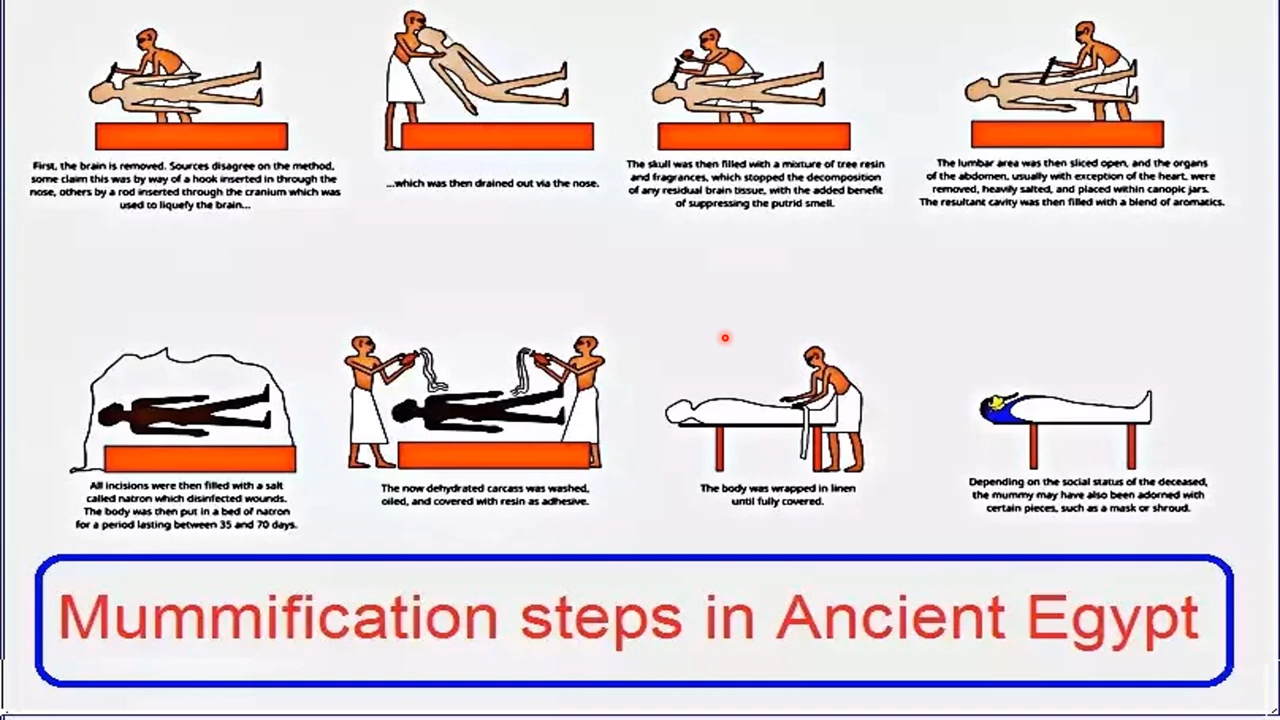 First, the brain is removed. Sources disagree on the method,
some claim this was by way of a hook inserted in through the
nose, others by a rod inserted through the cranium which was
used to liquefy the brain...
...which was then drained out via the nose.
The skull was then filled with a mixture of tree resin
and fragrances, which stopped the decomposition
of any residual brain tissue, with the added benefit
of suppressing the putrid smell.
The lumbar area was then sliced open, and the organs
of the abdomen, usually with exception of the heart, were
removed, heavily salted, and placed within canopic jars.
The resultant cavity was then filled with a blend of aromatics.
All incisions were then filled with a salt
called natron which disinfected wounds.
The body was then put in a bed of natron
for a period lasting between 35 and 70 days.
The now dehydrated carcass was washed,
oiled, and covered with resin as adhesive.
The body was wrapped in linen
until fully covered.
Depending on the social status of the deceased,
the mummy may have also been adorned with
certain pieces, such as a mask or shroud.
Mummification steps in Ancient Egypt